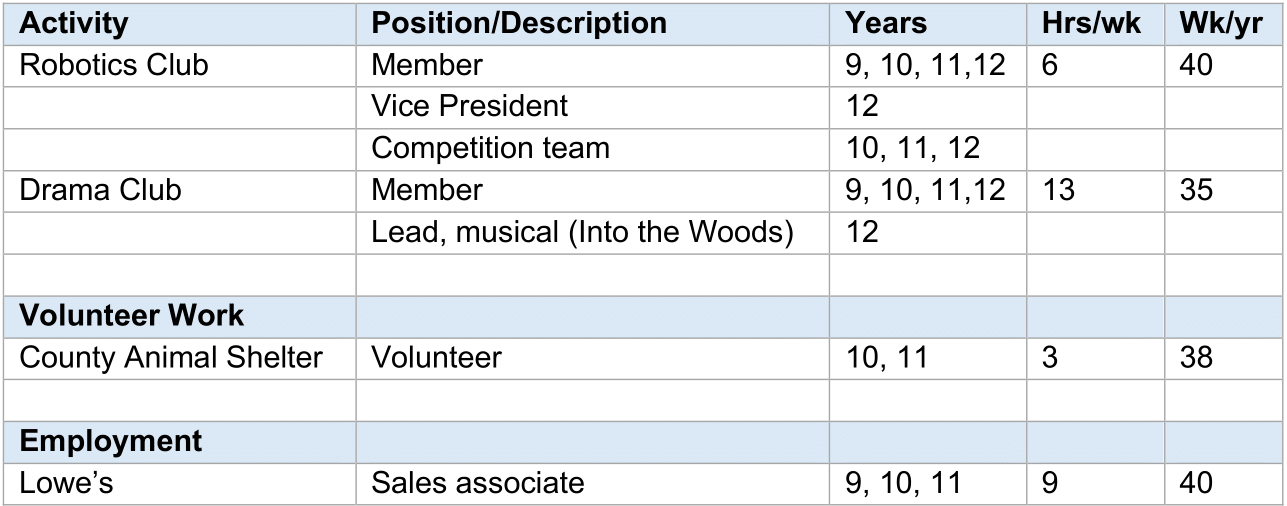 Activity Position/Description Years Hrs/wk Wk/yr
Robotics Club Member 9, 10, 11,12 6 40
Vice President 12
Competition team 10, 11, 12
Drama Club Member 9, 10, 11,12 13 35
Lead, musical (Into the Woods) 12
Volunteer Work
County Animal Shelter Volunteer 10, 11 3 38
Employment
Lowe’s Sales associate 9, 10, 11 9 40